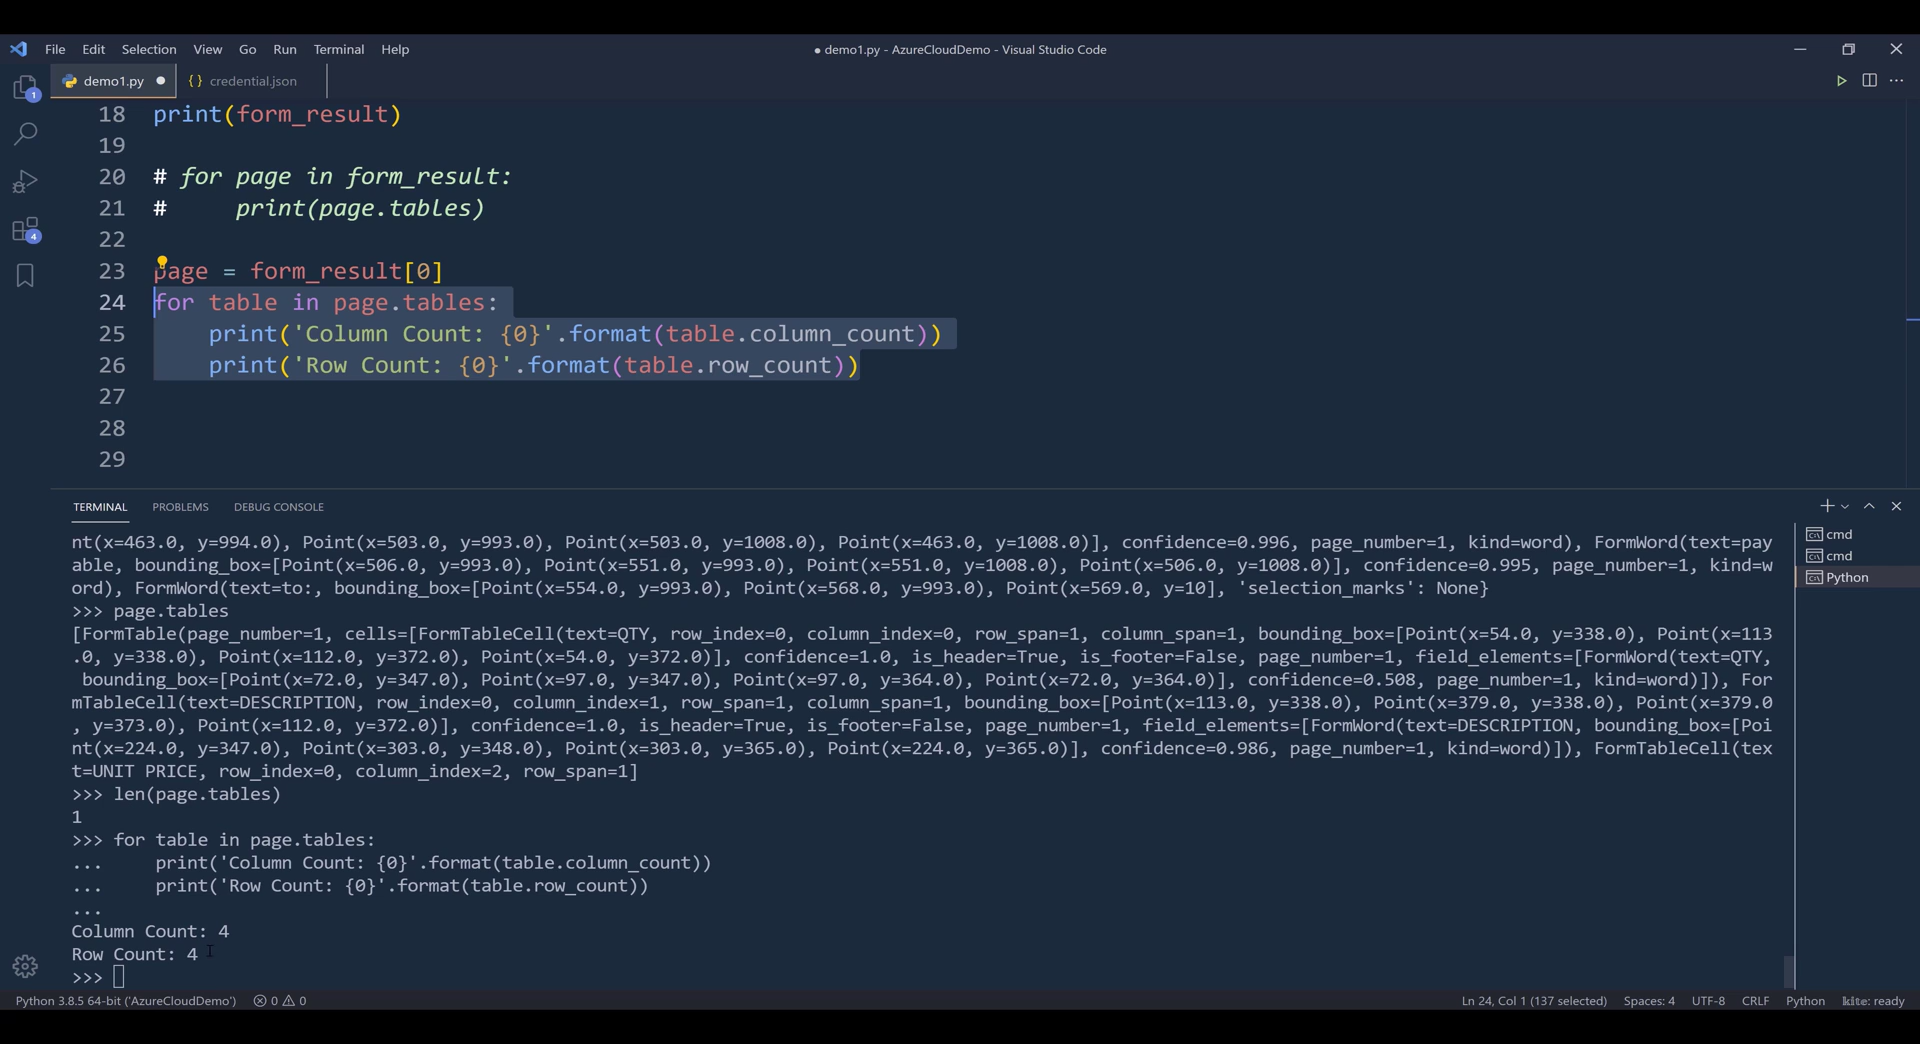 File Edit Selection View Go Run Terminal Help
● demo1.py - AzureCloudDemo - Visual Studio Code
demo1.py ● {} credential.json
1
4
18 print(form_result)
19
20 # for page in form_result:
21 #     print(page.tables)
22
23 page = form_result[0]
24 for table in page.tables:
25     print('Column Count: {0}'.format(table.column_count))
26     print('Row Count: {0}'.format(table.row_count))
27
28
29
TERMINAL PROBLEMS DEBUG CONSOLE
nt(x=463.0, y=994.0), Point(x=503.0, y=993.0), Point(x=503.0, y=1008.0), Point(x=463.0, y=1008.0)], confidence=0.996, page_number=1, kind=word), FormWord(text=pay
able, bounding_box=[Point(x=506.0, y=993.0), Point(x=551.0, y=993.0), Point(x=551.0, y=1008.0), Point(x=506.0, y=1008.0)], confidence=0.995, page_number=1, kind=w
ord), FormWord(text=to:, bounding_box=[Point(x=554.0, y=993.0), Point(x=568.0, y=993.0), Point(x=569.0, y=10], 'selection_marks': None}
>>> page.tables
[FormTable(page_number=1, cells=[FormTableCell(text=QTY, row_index=0, column_index=0, row_span=1, column_span=1, bounding_box=[Point(x=54.0, y=338.0), Point(x=113
.0, y=338.0), Point(x=112.0, y=372.0), Point(x=54.0, y=372.0)], confidence=1.0, is_header=True, is_footer=False, page_number=1, field_elements=[FormWord(text=QTY,
 bounding_box=[Point(x=72.0, y=347.0), Point(x=97.0, y=347.0), Point(x=97.0, y=364.0), Point(x=72.0, y=364.0)], confidence=0.508, page_number=1, kind=word)]), For
mTableCell(text=DESCRIPTION, row_index=0, column_index=1, row_span=1, column_span=1, bounding_box=[Point(x=113.0, y=338.0), Point(x=379.0, y=338.0), Point(x=379.0
, y=373.0), Point(x=112.0, y=372.0)], confidence=1.0, is_header=True, is_footer=False, page_number=1, field_elements=[FormWord(text=DESCRIPTION, bounding_box=[Poi
nt(x=224.0, y=347.0), Point(x=303.0, y=348.0), Point(x=303.0, y=365.0), Point(x=224.0, y=365.0)], confidence=0.986, page_number=1, kind=word)]), FormTableCell(tex
t=UNIT PRICE, row_index=0, column_index=2, row_span=1]
>>> len(page.tables)
1
>>> for table in page.tables:
...     print('Column Count: {0}'.format(table.column_count))
...     print('Row Count: {0}'.format(table.row_count))
...
Column Count: 4
Row Count: 4
>>>
cmd
cmd
Python
Python 3.8.5 64-bit ('AzureCloudDemo') 0 0 Ln 24, Col 1 (137 selected) Spaces: 4 UTF-8 CRLF Python kite: ready